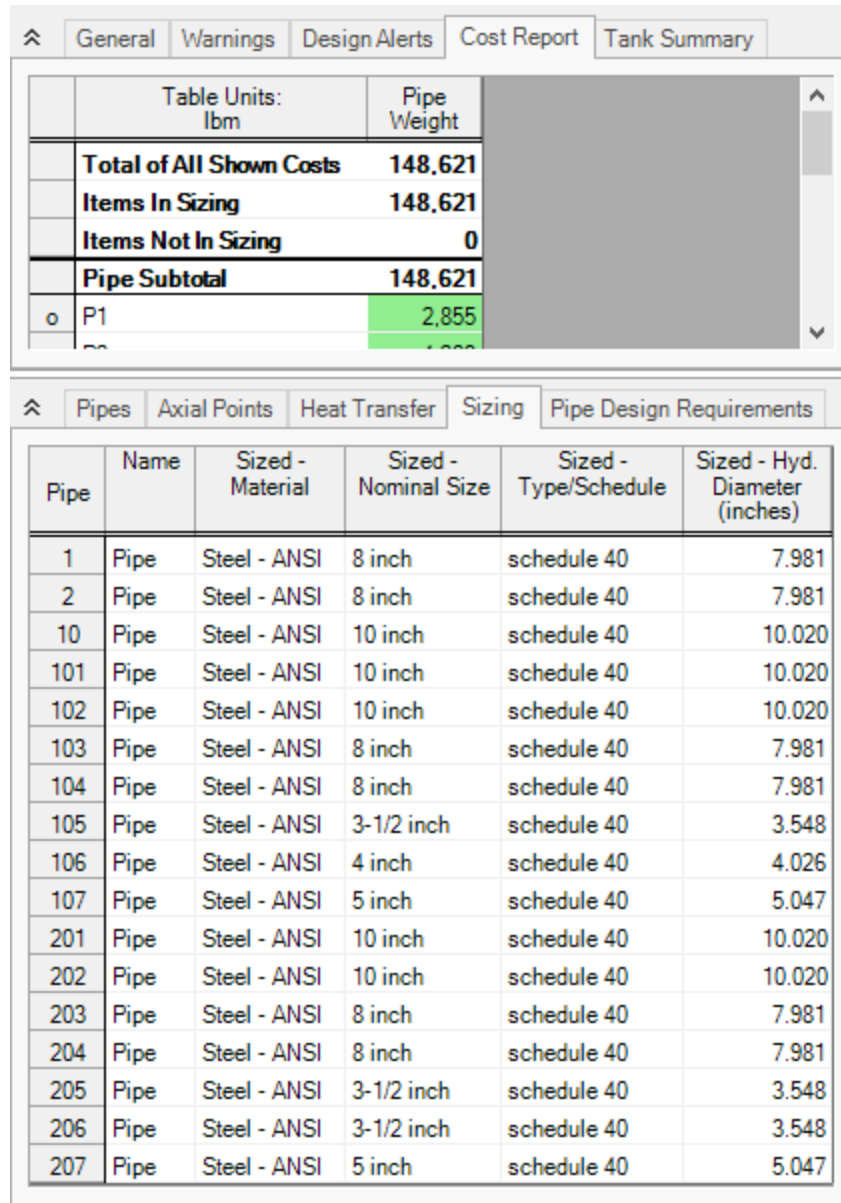 General Warnings Design Alerts Cost Report Tank Summary
Table Units: Pipe
lbm Weight
Total of All Shown Costs 148,621
Items In Sizing 148,621
Items Not In Sizing 0
Pipe Subtotal 148,621
o P1 2,855
Pipes Axial Points Heat Transfer Sizing Pipe Design Requirements
Pipe Name Sized - Material Sized - Nominal Size Sized - Type/Schedule Sized - Hyd. Diameter (inches)
1 Pipe Steel - ANSI 8 inch schedule 40 7.981
2 Pipe Steel - ANSI 8 inch schedule 40 7.981
10 Pipe Steel - ANSI 10 inch schedule 40 10.020
101 Pipe Steel - ANSI 10 inch schedule 40 10.020
102 Pipe Steel - ANSI 10 inch schedule 40 10.020
103 Pipe Steel - ANSI 8 inch schedule 40 7.981
104 Pipe Steel - ANSI 8 inch schedule 40 7.981
105 Pipe Steel - ANSI 3-1/2 inch schedule 40 3.548
106 Pipe Steel - ANSI 4 inch schedule 40 4.026
107 Pipe Steel - ANSI 5 inch schedule 40 5.047
201 Pipe Steel - ANSI 10 inch schedule 40 10.020
202 Pipe Steel - ANSI 10 inch schedule 40 10.020
203 Pipe Steel - ANSI 8 inch schedule 40 7.981
204 Pipe Steel - ANSI 8 inch schedule 40 7.981
205 Pipe Steel - ANSI 3-1/2 inch schedule 40 3.548
206 Pipe Steel - ANSI 3-1/2 inch schedule 40 3.548
207 Pipe Steel - ANSI 5 inch schedule 40 5.047